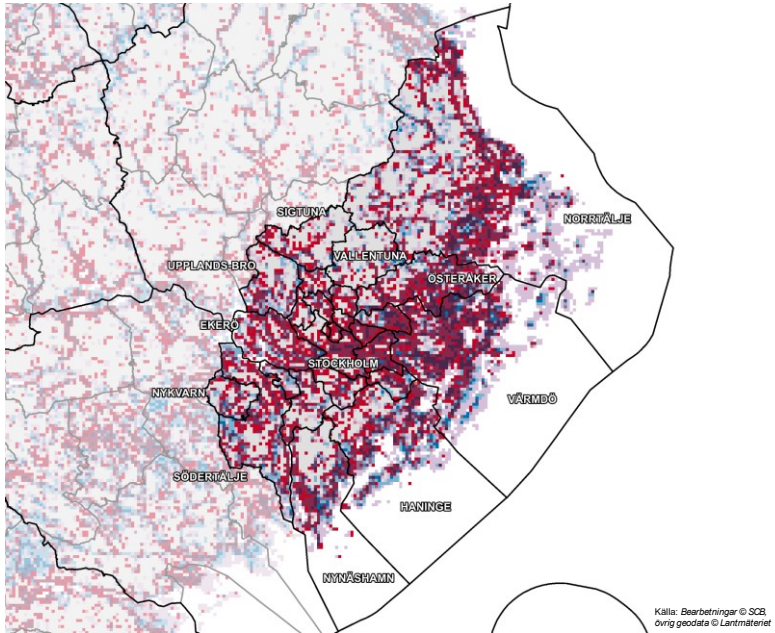 NORRTÄLJE
SIGTUNA
VALLENTUNA
UPPLANDS-BRO
ÖSTERÅKER
EKERÖ
STOCKHOLM
NYKVARN
VÄRMDÖ
SÖDERTÄLJE
HANINGE
NYNÄSHAMN
Källa: Bearbetningar © SCB,
övrig geodata © Lantmäteriet